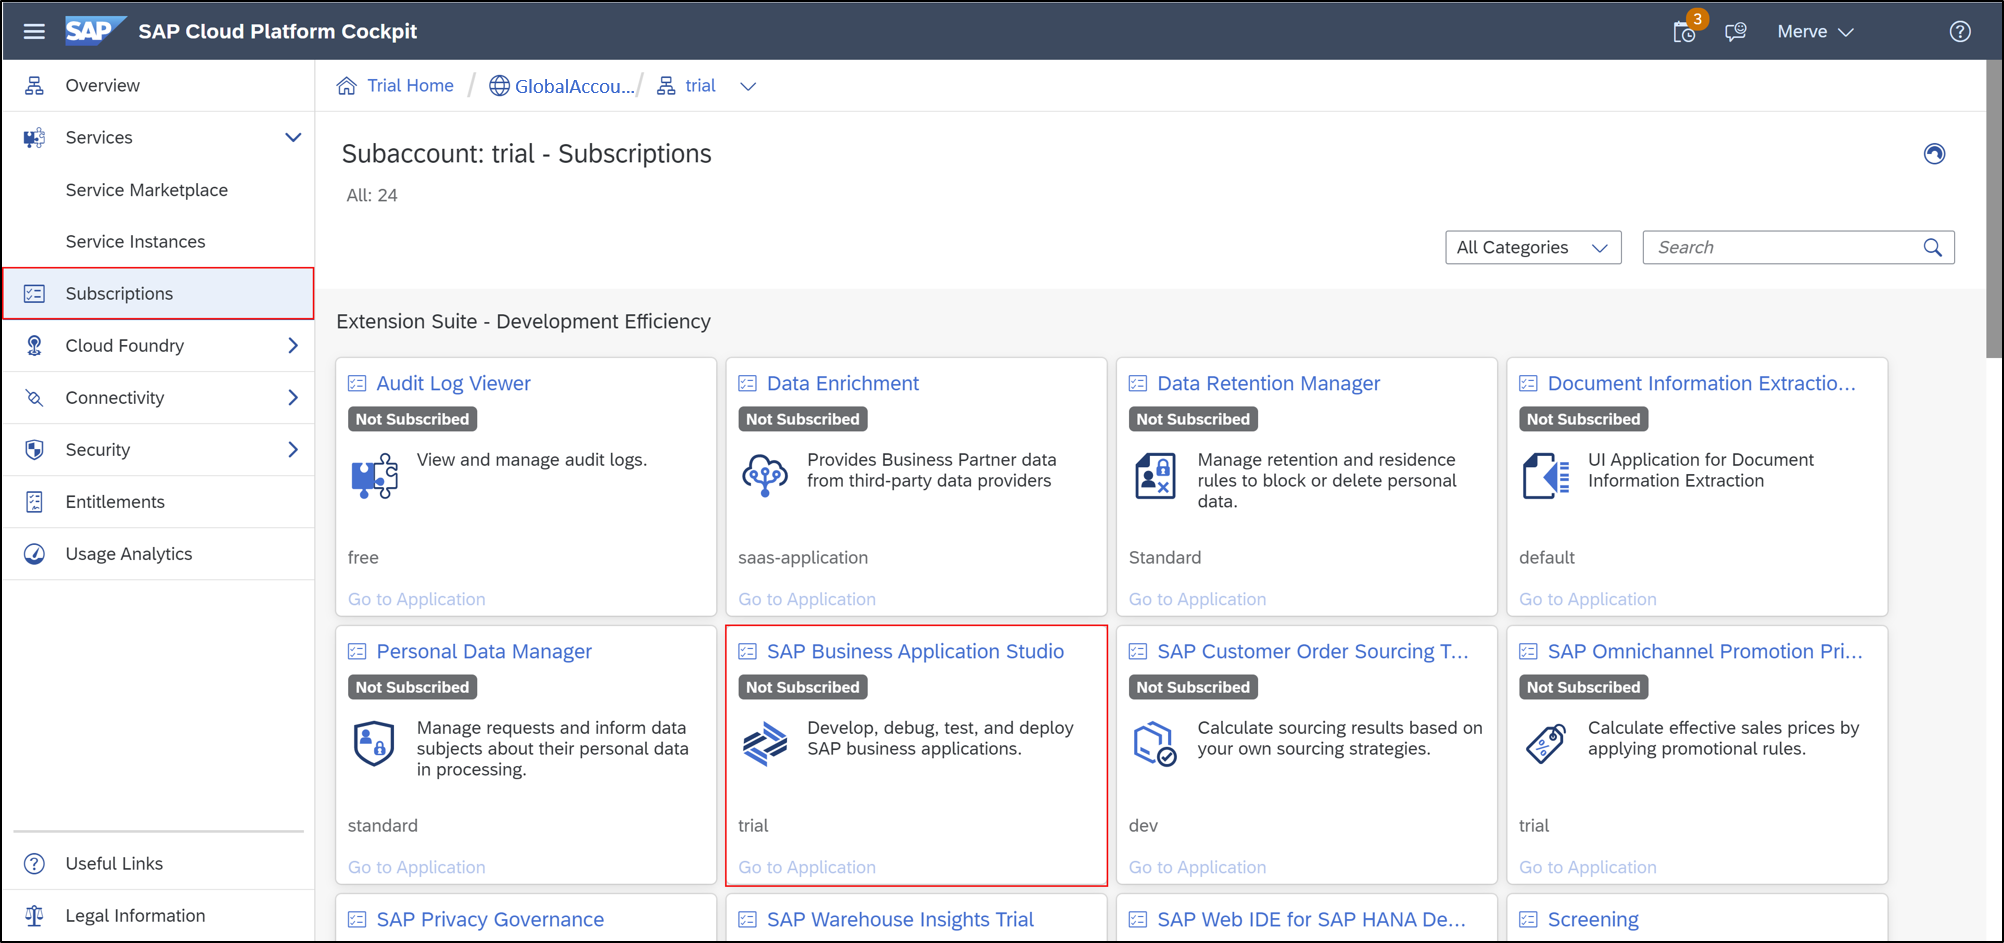 SAP SAP Cloud Platform Cockpit
3
Merve
Overview
Services
Service Marketplace
Service Instances
Subscriptions
Cloud Foundry
Connectivity
Security
Entitlements
Usage Analytics
Useful Links
Legal Information
Trial Home / GlobalAccou... / trial
Subaccount: trial - Subscriptions
All: 24
All Categories
Search
Extension Suite - Development Efficiency
Audit Log Viewer
Not Subscribed
View and manage audit logs.
free
Go to Application
Data Enrichment
Not Subscribed
Provides Business Partner data
from third-party data providers
saas-application
Go to Application
Data Retention Manager
Not Subscribed
Manage retention and residence
rules to block or delete personal
data.
Standard
Go to Application
Document Information Extractio...
Not Subscribed
UI Application for Document
Information Extraction
default
Go to Application
Personal Data Manager
Not Subscribed
Manage requests and inform data
subjects about their personal data
in processing.
standard
Go to Application
SAP Business Application Studio
Not Subscribed
Develop, debug, test, and deploy
SAP business applications.
trial
Go to Application
SAP Customer Order Sourcing T...
Not Subscribed
Calculate sourcing results based on
your own sourcing strategies.
dev
Go to Application
SAP Omnichannel Promotion Pri...
Not Subscribed
Calculate effective sales prices by
applying promotional rules.
trial
Go to Application
SAP Privacy Governance
SAP Warehouse Insights Trial
SAP Web IDE for SAP HANA De...
Screening